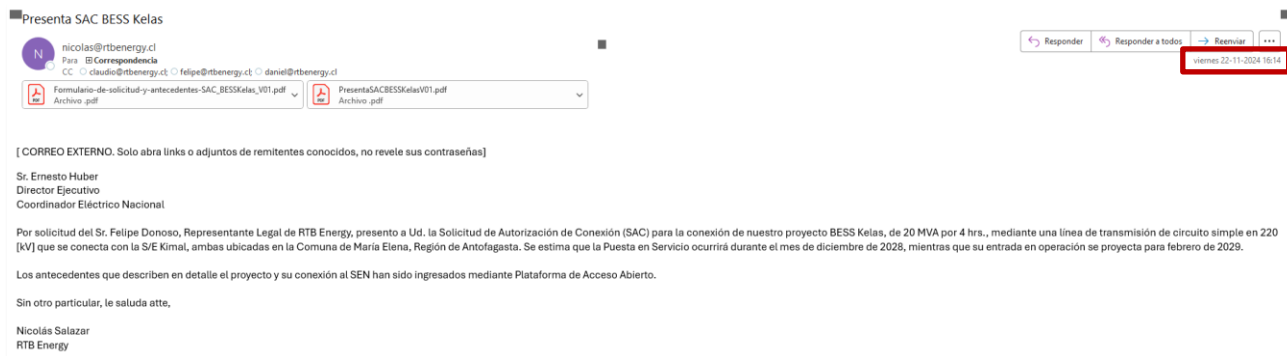 Presenta SAC BESS Kelas
N
nicolas@rtbenergy.cl
Para Correspondencia
CC claudio@rtbenergy.cl; felipe@rtbenergy.cl; daniel@rtbenergy.cl
Responder Responder a todos Reenviar ...
viernes 22-11-2024 16:14
PDF Formulario-de-solicitud-y-antecedentes-SAC_BESSKelas_V01.pdf
Archivo .pdf
PDF PresentaSACBESSKelasV01.pdf
Archivo .pdf
[ CORREO EXTERNO. Solo abra links o adjuntos de remitentes conocidos, no revele sus contraseñas]
Sr. Ernesto Huber
Director Ejecutivo
Coordinador Eléctrico Nacional
Por solicitud del Sr. Felipe Donoso, Representante Legal de RTB Energy, presento a Ud. la Solicitud de Autorización de Conexión (SAC) para la conexión de nuestro proyecto BESS Kelas, de 20 MVA por 4 hrs., mediante una línea de transmisión de circuito simple en 220
[kV] que se conecta con la S/E Kimal, ambas ubicadas en la Comuna de María Elena, Región de Antofagasta. Se estima que la Puesta en Servicio ocurrirá durante el mes de diciembre de 2028, mientras que su entrada en operación se proyecta para febrero de 2029.
Los antecedentes que describen en detalle el proyecto y su conexión al SEN han sido ingresados mediante Plataforma de Acceso Abierto.
Sin otro particular, le saluda atte,
Nicolás Salazar
RTB Energy